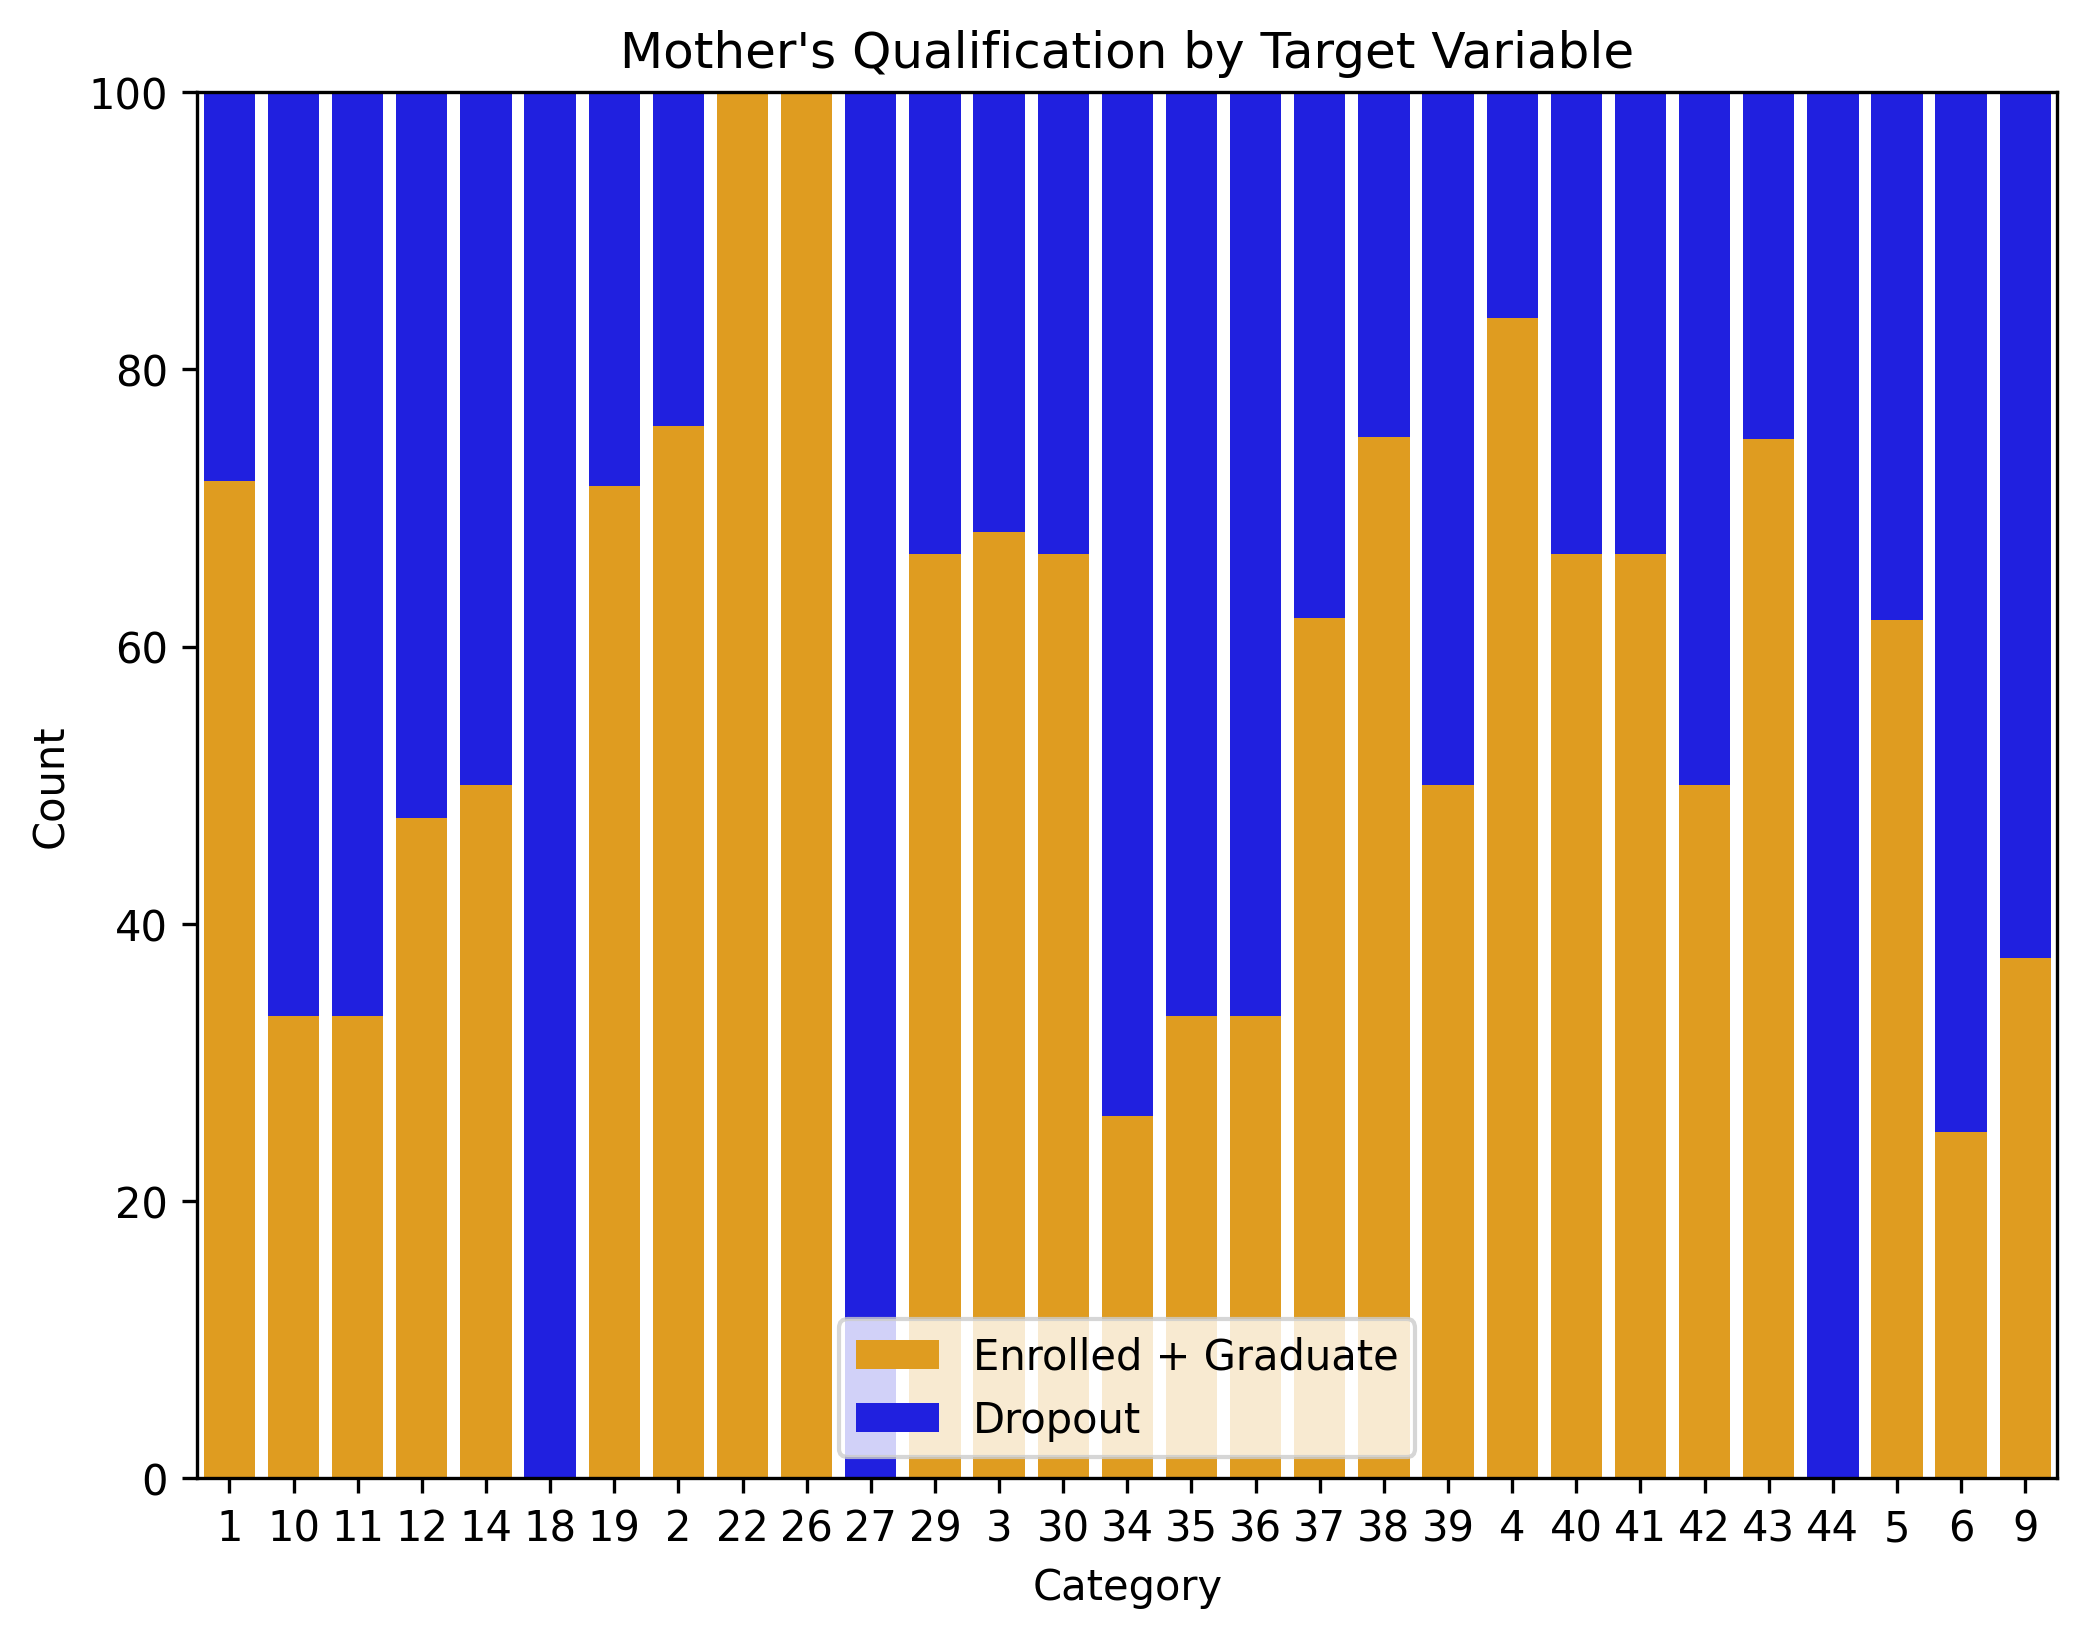 Mother's Qualification by Target Variable
100
80
60
40
20
0
Count
Enrolled + Graduate
Dropout
1 10 11 12 14 18 19 2 22 26 27 29 3 30 34 35 36 37 38 39 4 40 41 42 43 44 5 6 9
Category